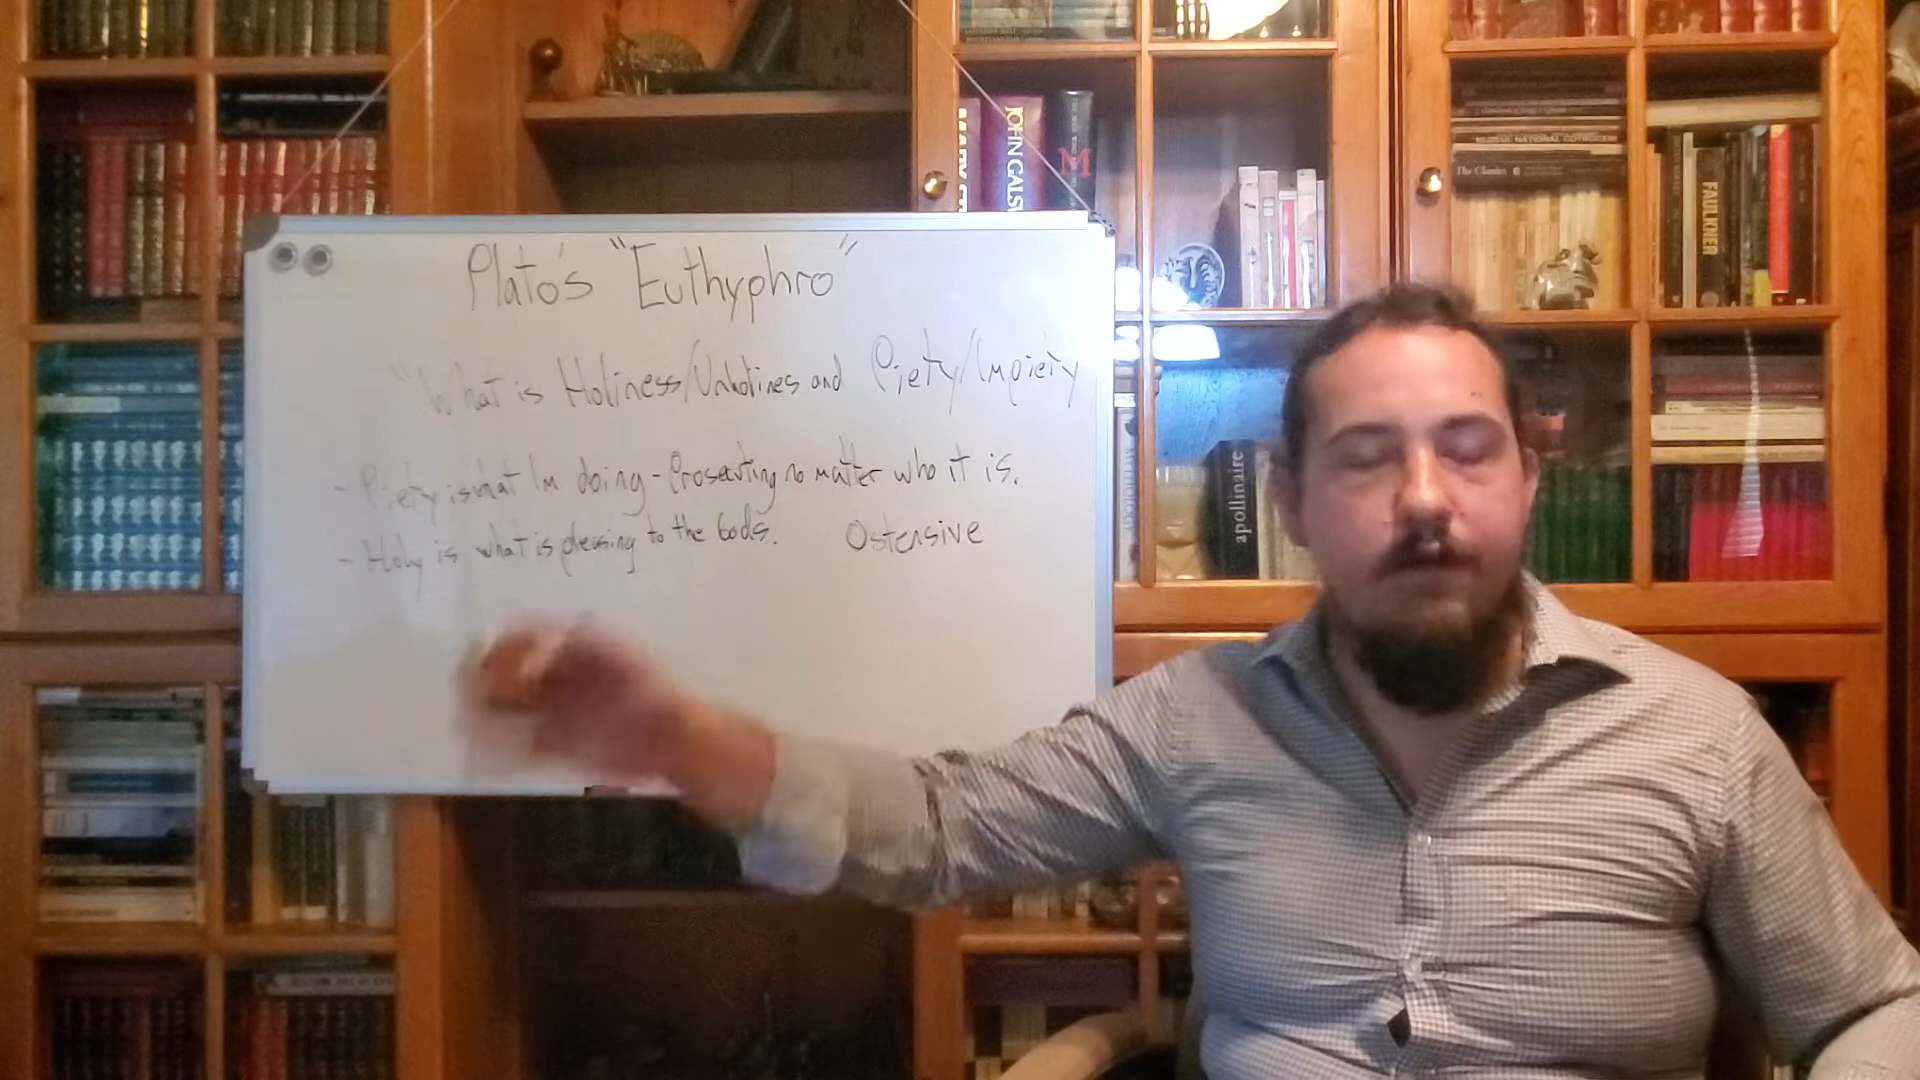 Plato's "Euthyphro"
"What is Holiness/Unholines and Piety/Impiety
- Piety is what Im doing - Prosecuting no matter who it is.
- Holy is what is pleasing to the Gods. Ostensive
JOHN GALS
M
The Classics
FAULKNER
apollinaire
MYTHOLOGY